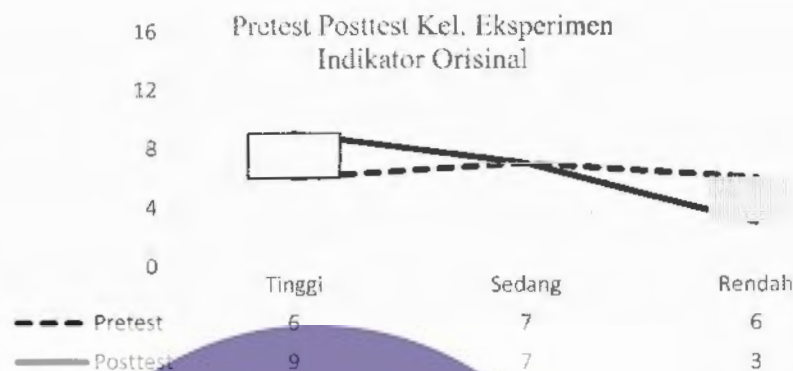 Pretest Posttest Kel. Eksperimen
Indikator Orisinal
16
12
8
4
0
Tinggi Sedang Rendah
Pretest 6 7 6
Posttest 9 7 3